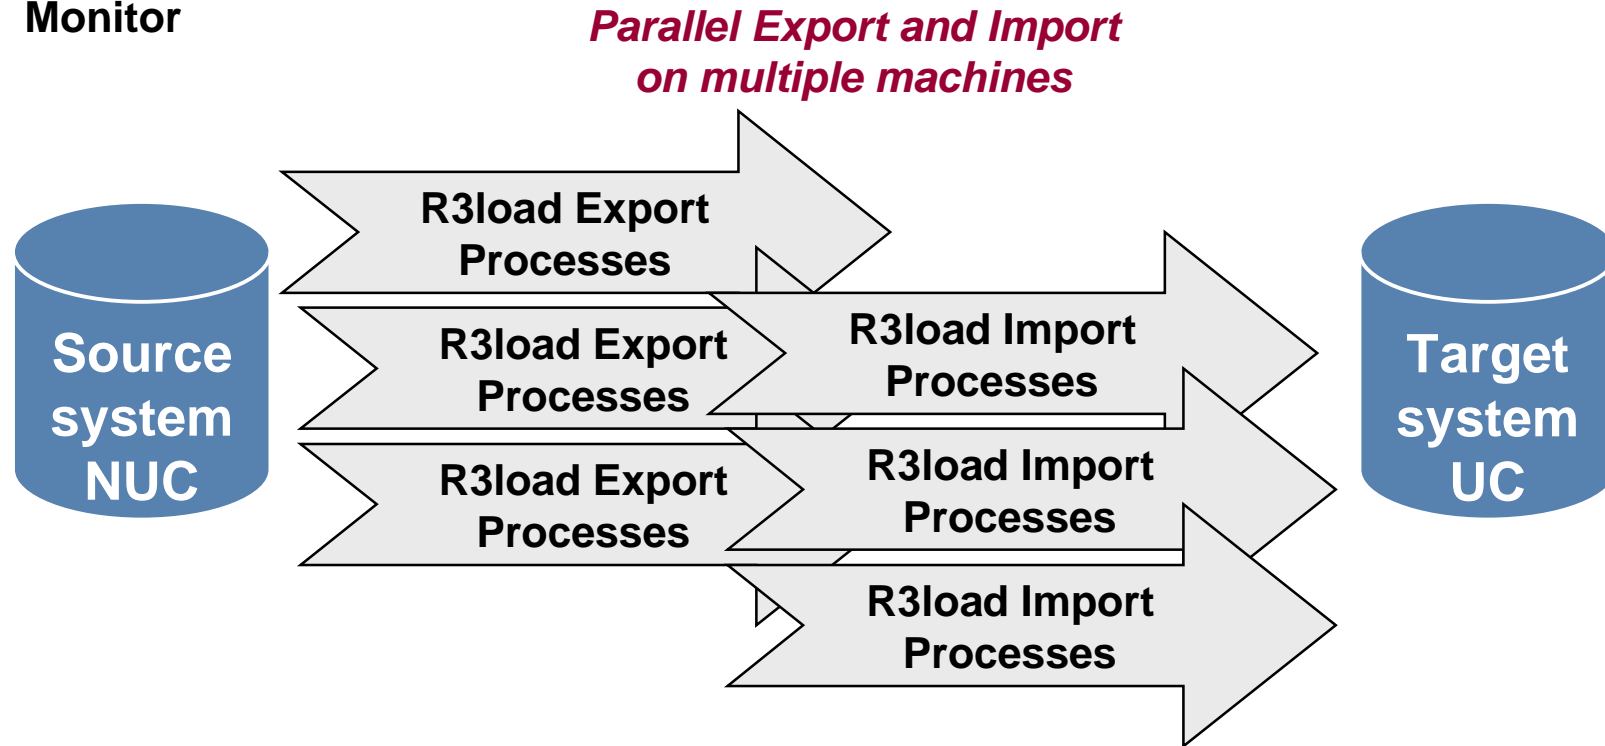 Monitor
Parallel Export and Import
on multiple machines
R3load Export
Processes
R3load Export
Processes
R3load Export
Processes
R3load Import
Processes
R3load Import
Processes
R3load Import
Processes
Source
system
NUC
Target
system
UC